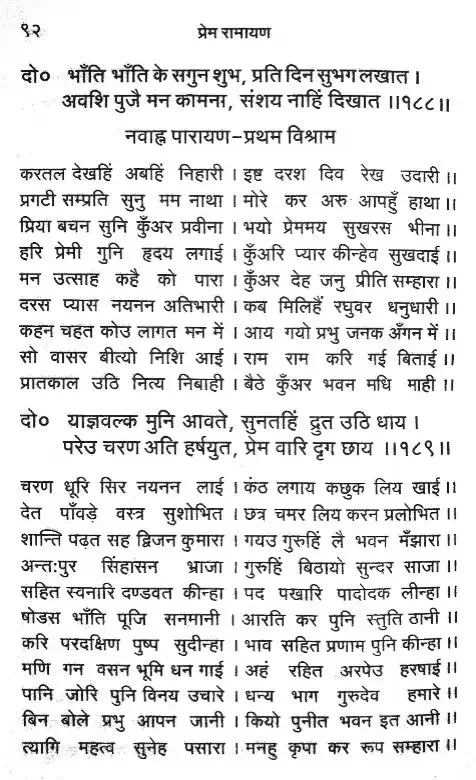 ९२
प्रेम रामायण
दो० भाँति भाँति के सगुन शुभ, प्रति दिन सुभग लखात ।
अवशि पुजै मन कामना, संशय नाहिं दिखात ।।१८८।।
नवाह्न पारायण-प्रथम विश्राम
करतल देखहिं अबहिं निहारी । इष्ट दरश दिव रेख उदारी ।।
प्रगटी सम्प्रति सुनु मम नाथा । मोरे कर अरु आपहुँ हाथा ।।
प्रिया बचन सुनि कुँअर प्रवीना । भयो प्रेममय सुखरस भीना ।।
हरि प्रेमी गुनि हृदय लगाई । कुँअरि प्यार कीन्हेव सुखदाई ।।
मन उत्साह कहै को पारा । कुँअर देह जनु प्रीति सम्हारा ।।
दरस प्यास नयनन अतिभारी । कब मिलिहैं रघुवर धनुधारी ।।
कहन चहत कोउ लागत मन में । आय गयो प्रभु जनक अँगन में ।।
सो वासर बीत्यो निशि आई । राम राम करि गई बिताई ।।
प्रातकाल उठि नित्य निबाही । बैठे कुँअर भवन मधि माही ।।
दो० याज्ञवल्क मुनि आवते, सुनतहिं द्रुत उठि धाय ।
परेउ चरण अति हर्षयुत, प्रेम वारि दृग छाय ।।१८९।।
चरण धूरि सिर नयनन लाई । कंठ लगाय कछुक लिय खाई ।।
देत पाँवड़े वस्त्र सुशोभित । छत्र चमर लिय करन प्रलोभित ।।
शान्ति पढ़त सह द्विजन कुमारा । गयउ गुरुहिं लै भवन मँझारा ।।
अन्तःपुर सिंहासन भ्राजा । गुरुहिं बिठायो सुन्दर साजा ।।
सहित स्वनारि दण्डवत कीन्हा । पद पखारि पादोदक लीन्हा ।।
षोडस भाँति पूजि सनमानी । आरति कर पुनि स्तुति ठानी ।।
करि परदक्षिण पुष्प सुदीन्हा । भाव सहित प्रणाम पुनि कीन्हा ।।
मणि गन वसन भूमि धन गाई । अहं रहित अरपेउ हरषाई ।।
पानि जोरि पुनि विनय उचारे । धन्य भाग गुरुदेव हमारे ।।
बिन बोले प्रभु आपन जानी । कियो पुनीत भवन इत आनी ।।
त्यागि महत्व सुनेह पसारा । मनहु कृपा कर रूप सम्हारा ।।